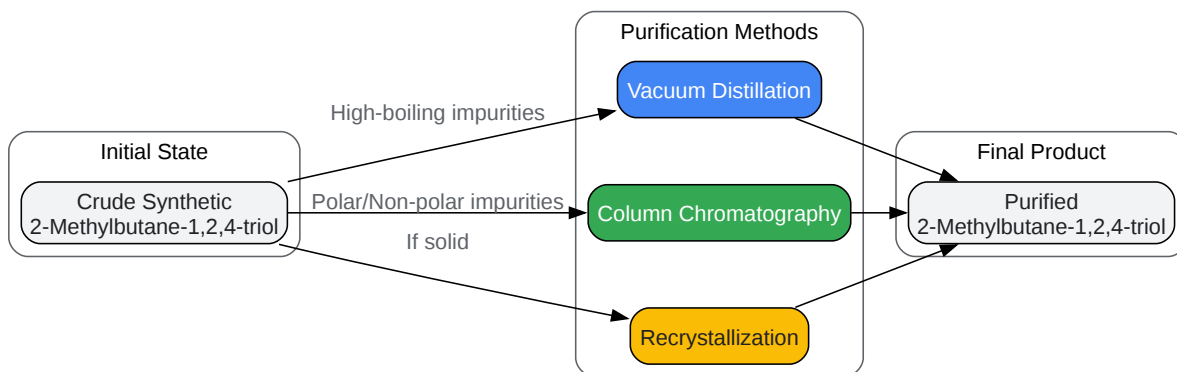 Purification Methods
Vacuum Distillation
High-boiling impurities
Initial State
Final Product
Crude Synthetic
2-Methylbutane-1,2,4-triol
Polar/Non-polar impurities
Column Chromatography
Purified
2-Methylbutane-1,2,4-triol
If solid
Recrystallization